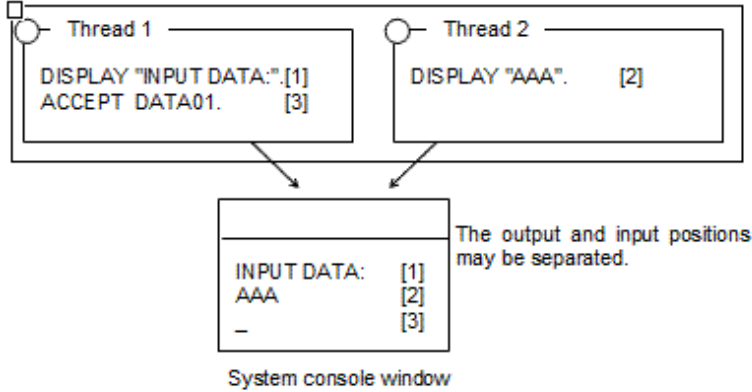 Thread 1
DISPLAY "INPUT DATA:".[1]
ACCEPT DATA01. [3]
Thread 2
DISPLAY "AAA". [2]
INPUT DATA: [1]
AAA [2]
_ [3]
The output and input positions
may be separated.
System console window